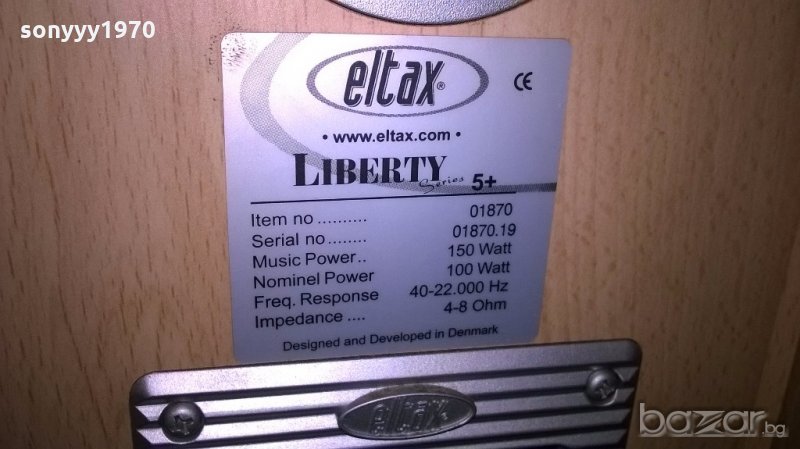 sonyyy1970
eltax®
CE
• www.eltax.com •
LIBERTY Series 5+
Item no .......... 01870
Serial no ........ 01870.19
Music Power.. 150 Watt
Nominel Power 100 Watt
Freq. Response 40-22.000 Hz
Impedance .... 4-8 Ohm
Designed and Developed in Denmark
eltax
bazar.bg